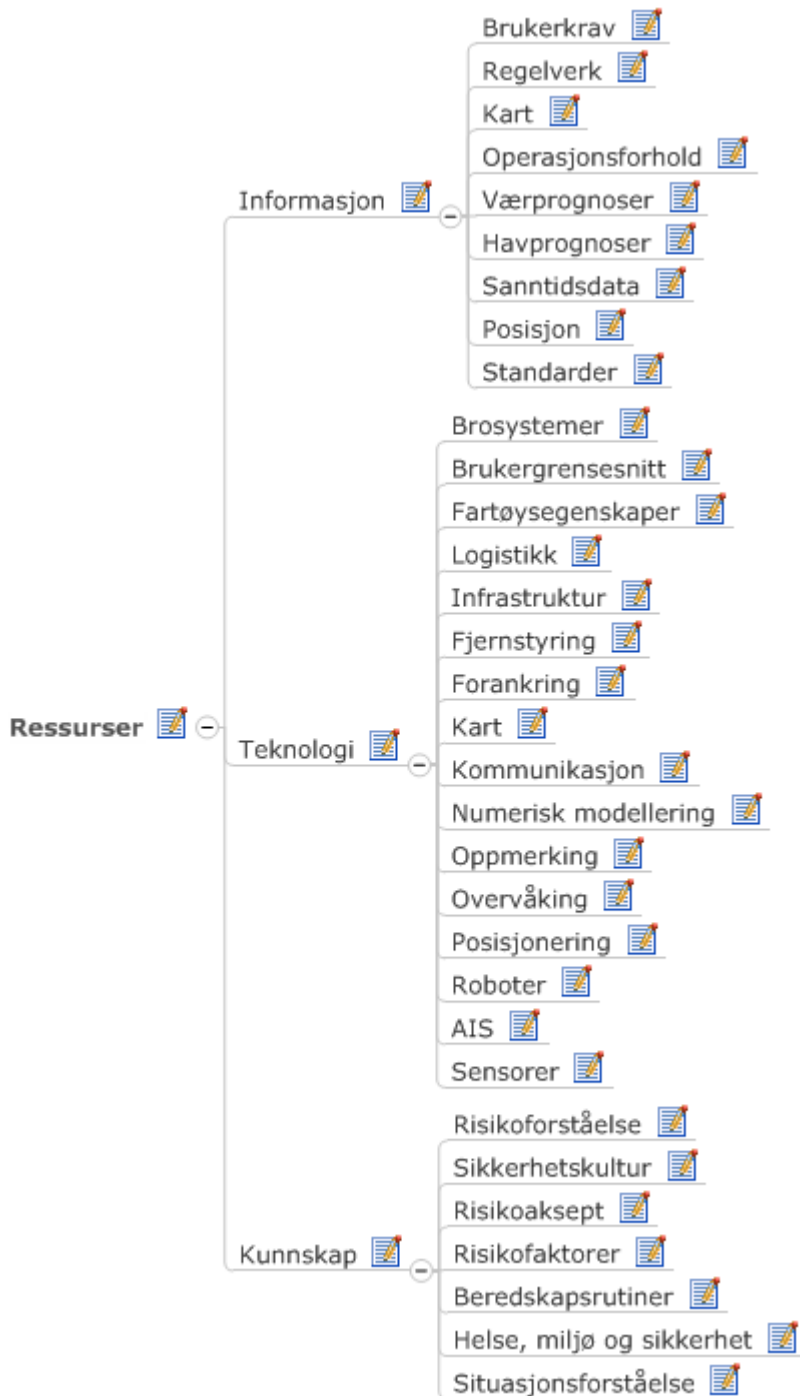 Ressurser
Informasjon
Brukerkrav
Regelverk
Kart
Operasjonsforhold
Værprognoser
Havprognoser
Sanntidsdata
Posisjon
Standarder
Teknologi
Brosystemer
Brukergrensesnitt
Fartøysegenskaper
Logistikk
Infrastruktur
Fjernstyring
Forankring
Kart
Kommunikasjon
Numerisk modellering
Oppmerking
Overvåking
Posisjonering
Roboter
AIS
Sensorer
Kunnskap
Risikoforståelse
Sikkerhetskultur
Risikoaksept
Risikofaktorer
Beredskapsrutiner
Helse, miljø og sikkerhet
Situasjonsforståelse